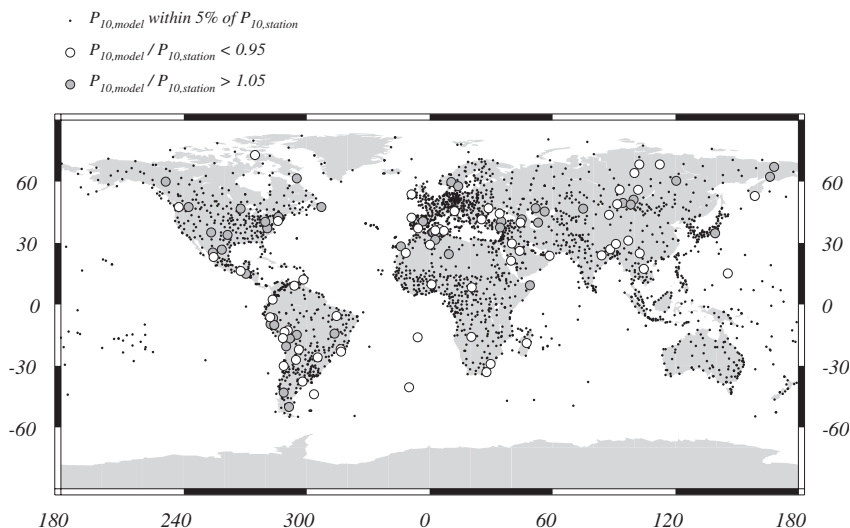 P10,model within 5% of P10,station
P10,model / P10,station < 0.95
P10,model / P10,station > 1.05
60 60
30 30
0 0
-30 -30
-60 -60
180 240 300 0 60 120 180